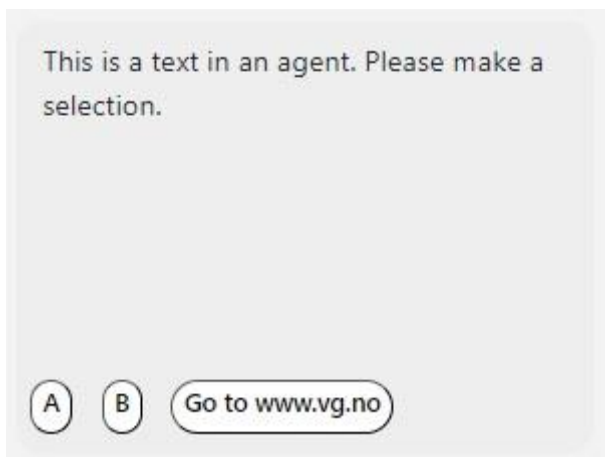 This is a text in an agent. Please make a
selection.
A B Go to www.vg.no